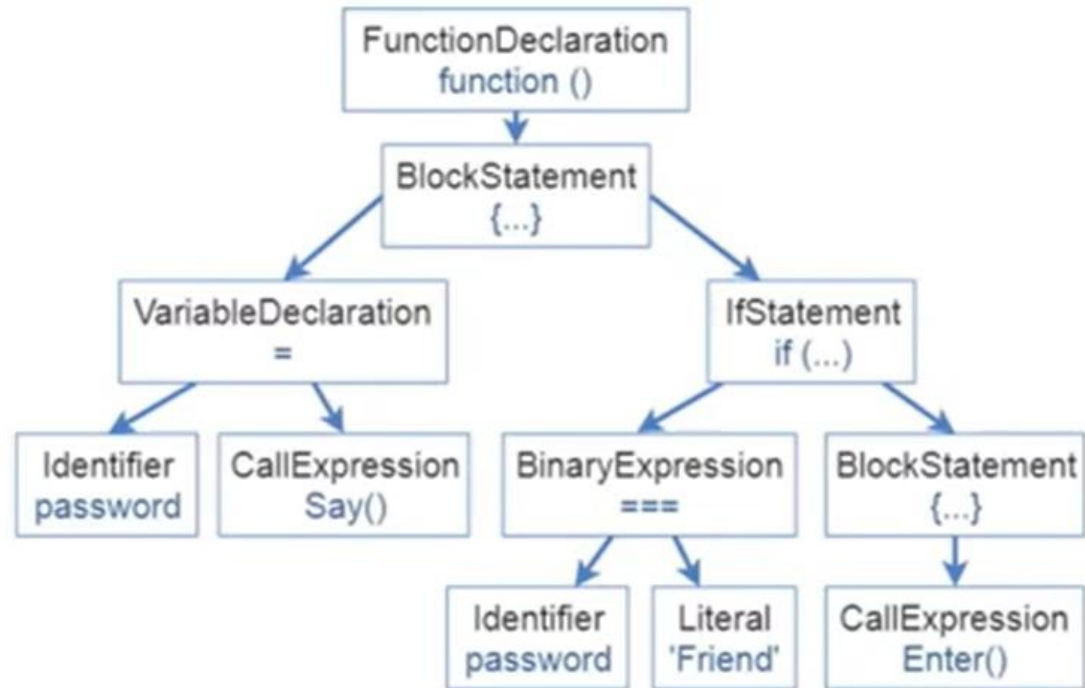 FunctionDeclaration
function ()
BlockStatement
{...}
VariableDeclaration
=
IfStatement
if (...)
Identifier
password
CallExpression
Say()
BinaryExpression
===
BlockStatement
{...}
Identifier
password
Literal
'Friend'
CallExpression
Enter()